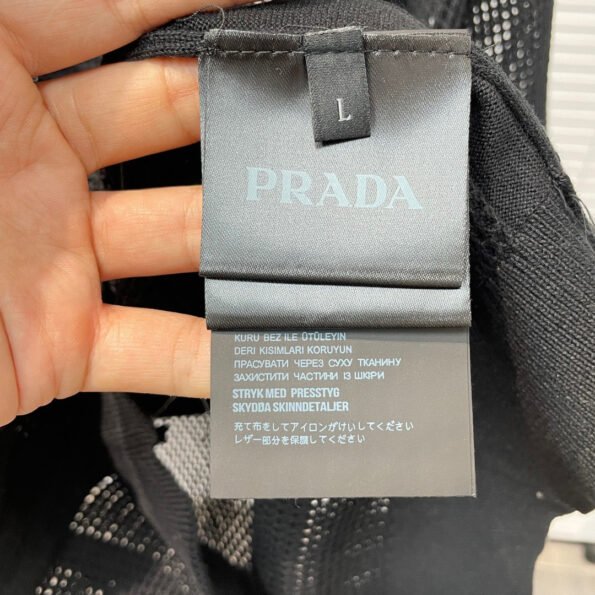 L
PRADA
KURU BEZ ILE ÜTÜLEYIN
DERI KISIMLARI KORUYUN
ПРАСУВАТИ ЧЕРЕЗ СУХУ ТКАНИНУ
ЗАХИСТИТИ ЧАСТИНИ ІЗ ШКІРИ
STRYK MED PRESSTYG
SKYDDA SKINNDETALJER
充て布をしてアイロンがけしてください
レザー部分を保護してください